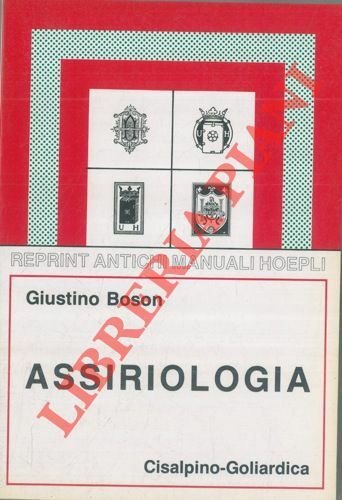 U H
REPRINT ANTICHI MANUALI HOEPLI
Giustino Boson
ASSIRIOLOGIA
Cisalpino-Goliardica
LIBRERIA PIANI